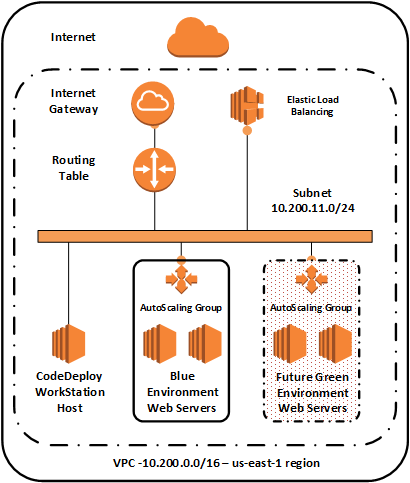 Internet
Internet
Gateway
Elastic Load
Balancing
Routing
Table
Subnet
10.200.11.0/24
AutoScaling Group
AutoScaling Group
CodeDeploy
WorkStation
Host
Blue
Environment
Web Servers
Future Green
Environment
Web Servers
VPC -10.200.0.0/16 – us-east-1 region